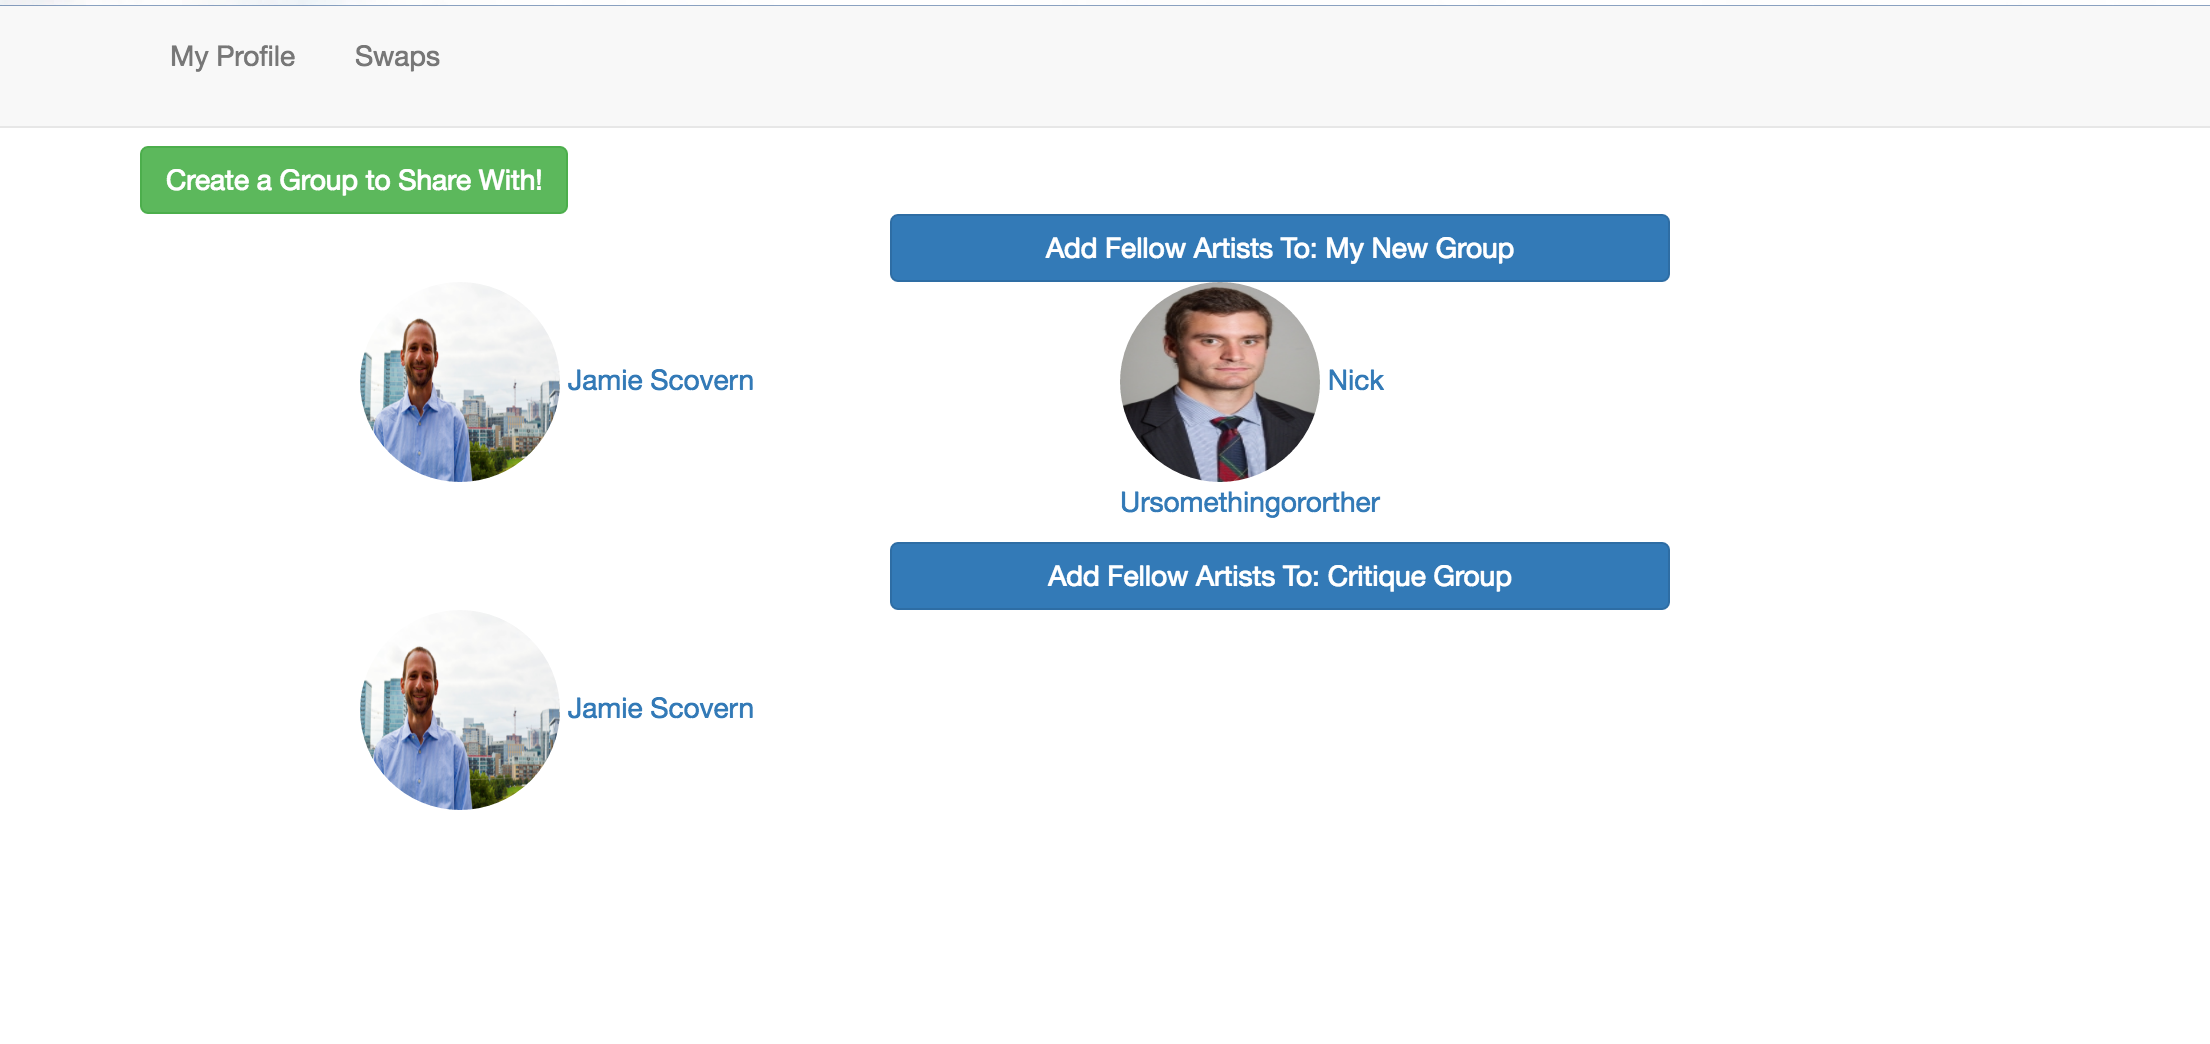 My Profile Swaps
Create a Group to Share With!
Add Fellow Artists To: My New Group
Jamie Scovern
Nick
Ursomethingororther
Add Fellow Artists To: Critique Group
Jamie Scovern